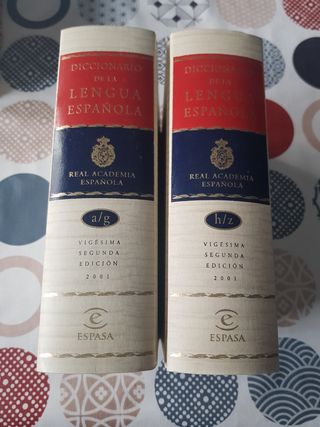 DICCIONARIO
DE LA
LENGUA
ESPAÑOLA
REAL ACADEMIA
ESPAÑOLA
a/g
VIGÉSIMA
SEGUNDA
EDICIÓN
2001
ESPASA
DICCIONARIO
DE LA
LENGUA
ESPAÑOLA
REAL ACADEMIA
ESPAÑOLA
h/z
VIGÉSIMA
SEGUNDA
EDICIÓN
2001
ESPASA